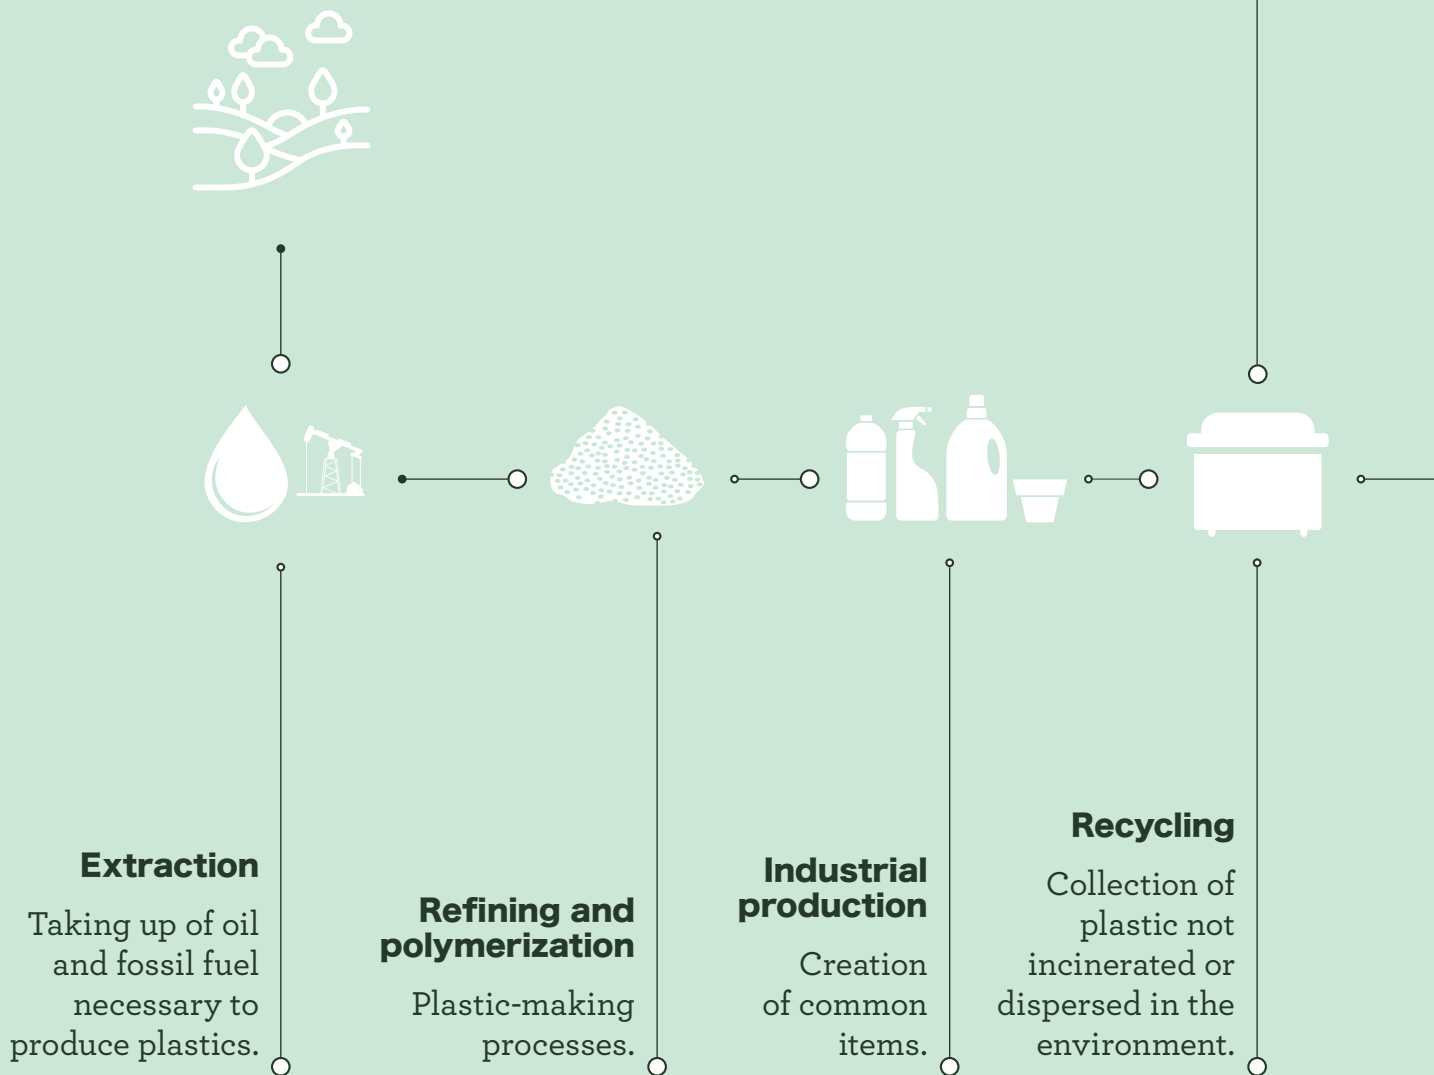 Extraction
Taking up of oil
and fossil fuel
necessary to
produce plastics.
Refining and
polymerization
Plastic-making
processes.
Industrial
production
Creation
of common
items.
Recycling
Collection of
plastic not
incinerated or
dispersed in the
environment.